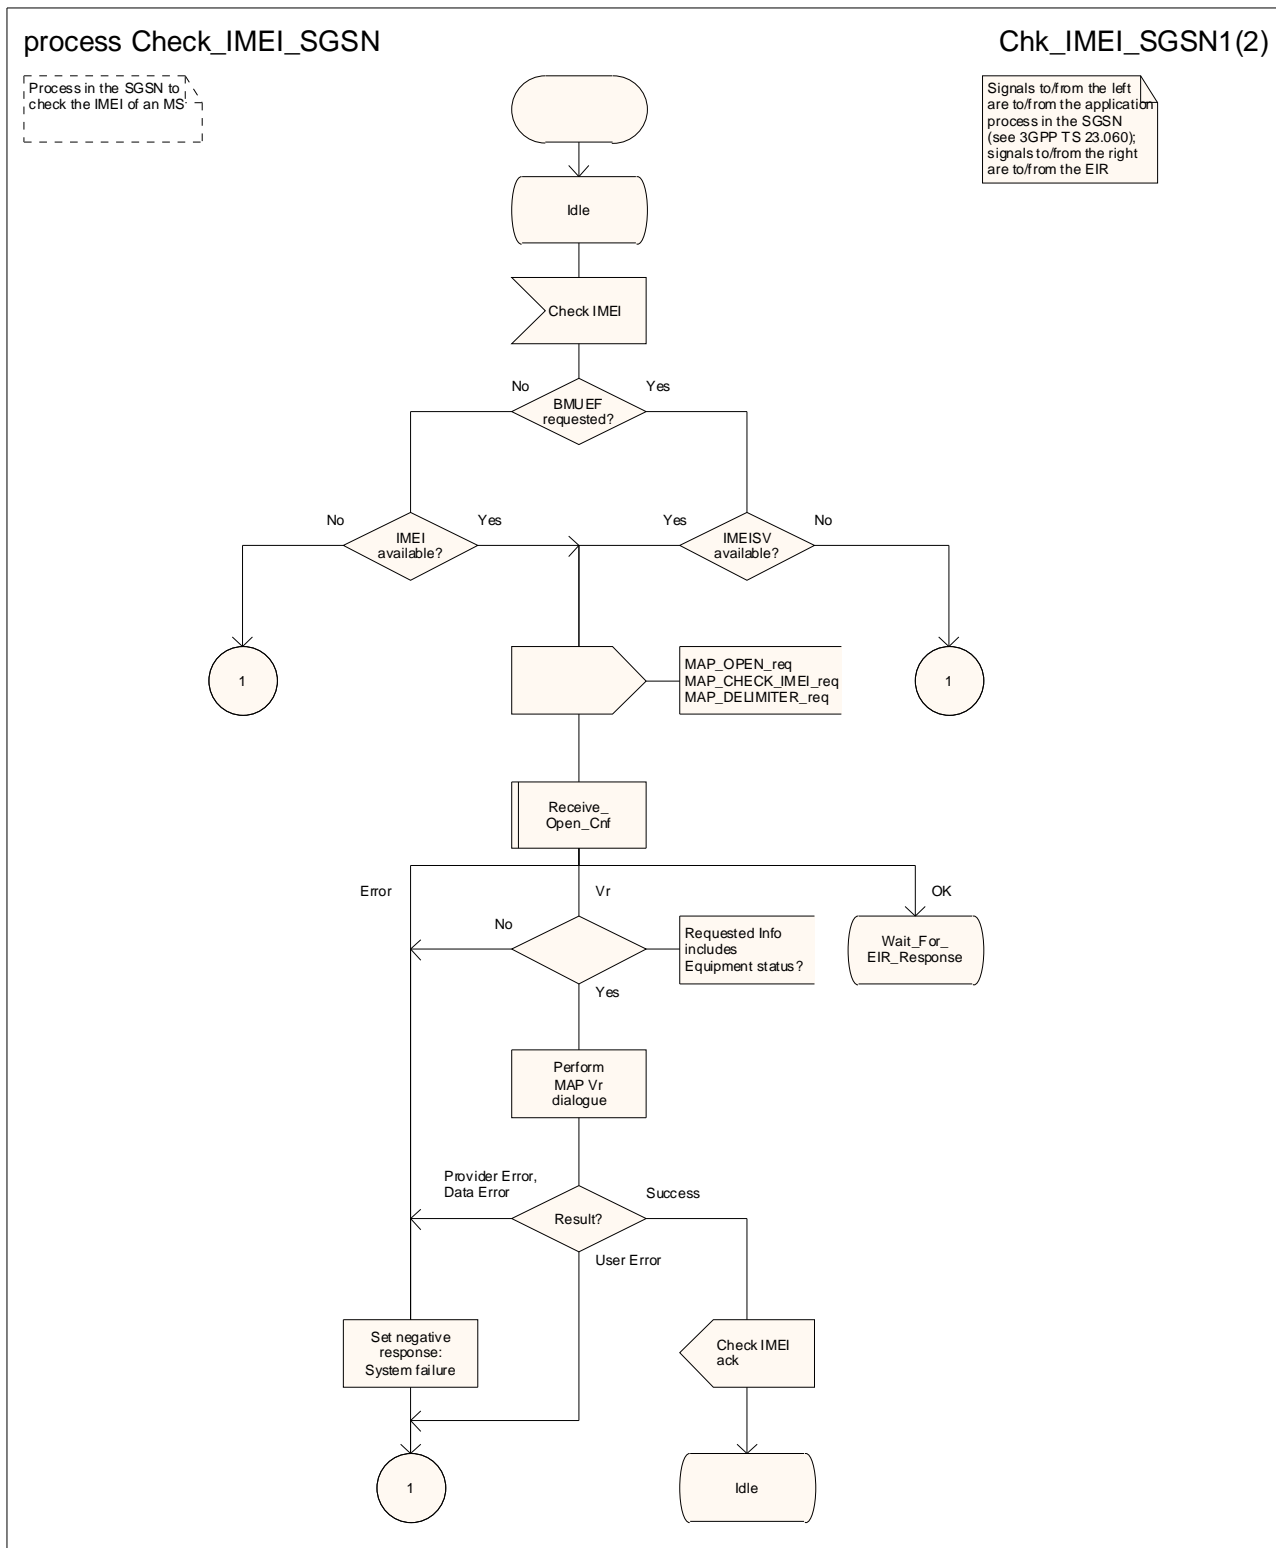 process Check_IMEI_SGSN
Chk_IMEI_SGSN1(2)
Process in the SGSN to
check the IMEI of an MS
Signals to/from the left
are to/from the application
process in the SGSN
(see 3GPP TS 23.060);
signals to/from the right
are to/from the EIR
Idle
Check IMEI
No
Yes
BMUEF
requested?
No
IMEI
available?
Yes
Yes
IMEISV
available?
No
1
MAP_OPEN_req
MAP_CHECK_IMEI_req
MAP_DELIMITER_req
1
Receive_
Open_Cnf
Error
Vr
OK
No
Requested Info
includes
Equipment status?
Wait_For_
EIR_Response
Yes
Perform
MAP Vr
dialogue
Provider Error,
Data Error
Success
Result?
User Error
Set negative
response:
System failure
Check IMEI
ack
1
Idle